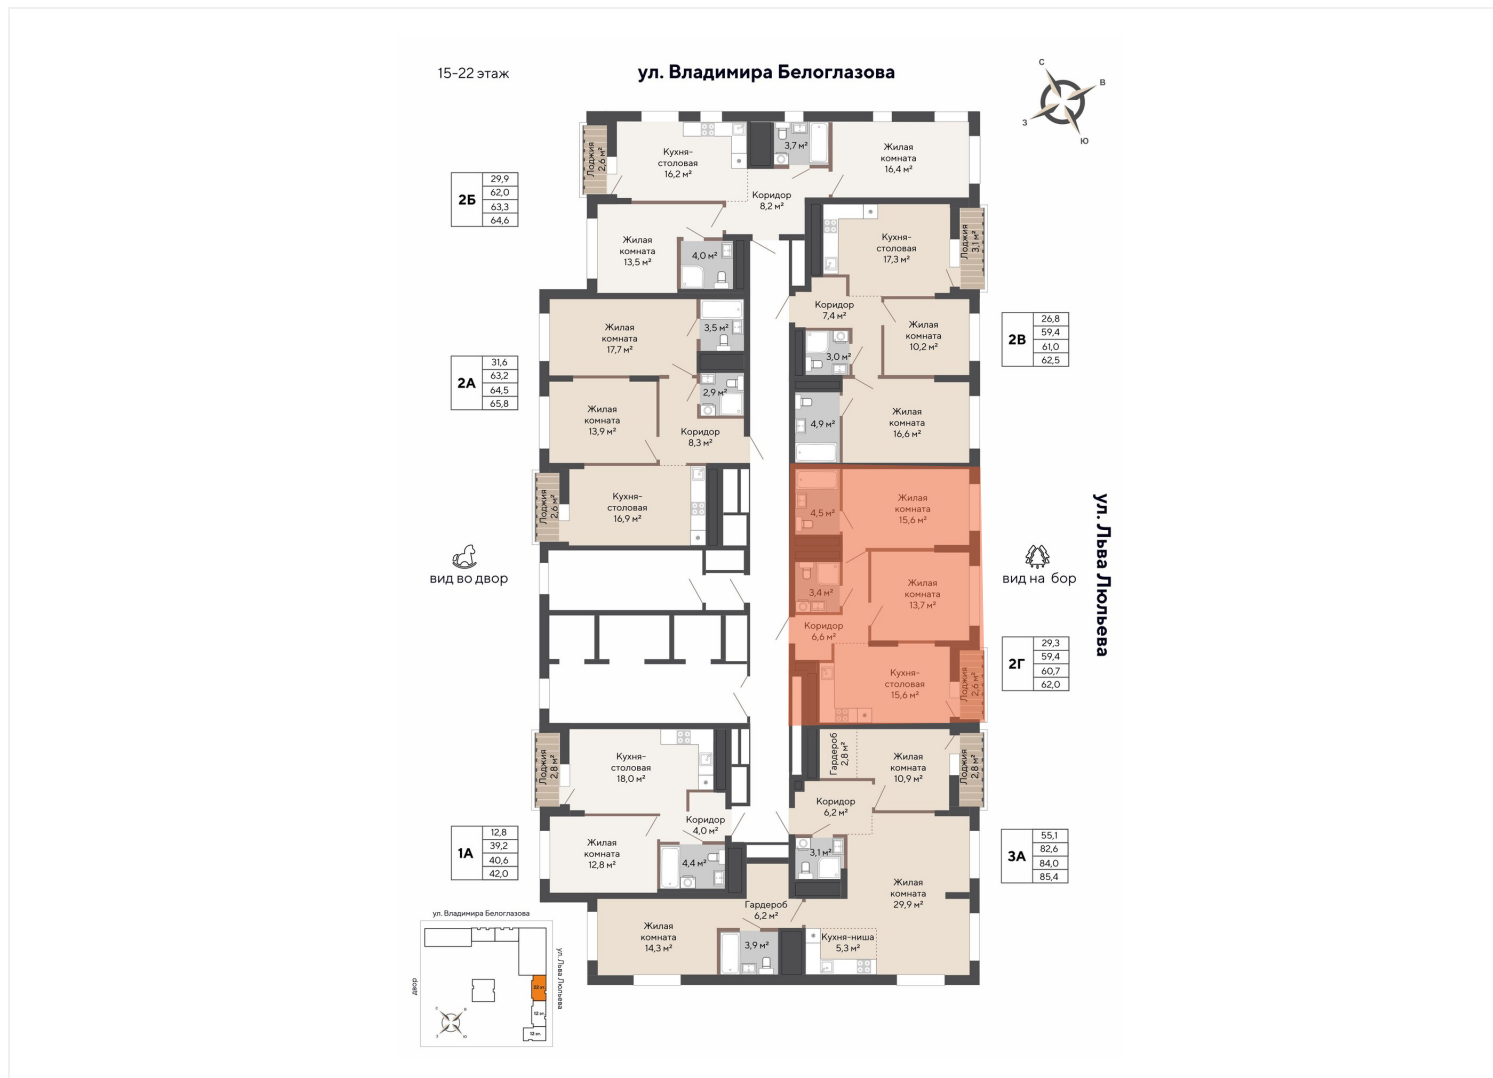 15-22 этаж
ул. Владимира Белоглазова
С
В
З
Ю
Лоджия
2,6 м²
Кухня-
столовая
16,2 м²
3,7 м²
Жилая
комната
16,4 м²
Коридор
8,2 м²
2Б
29,9
62,0
63,3
64,6
Жилая
комната
13,5 м²
4,0 м²
Кухня-
столовая
17,3 м²
Лоджия
3,1 м²
Коридор
7,4 м²
Жилая
комната
17,7 м²
3,5 м²
3,0 м²
Жилая
комната
10,2 м²
2В
26,8
59,4
61,0
62,5
2А
31,6
63,2
64,5
65,8
2,9 м²
Жилая
комната
13,9 м²
Коридор
8,3 м²
4,9 м²
Жилая
комната
16,6 м²
Лоджия
2,6 м²
Кухня-
столовая
16,9 м²
4,5 м²
Жилая
комната
15,6 м²
ул. Льва Люльева
вид во двор
вид на бор
3,4 м²
Жилая
комната
13,7 м²
Коридор
6,6 м²
2Г
29,3
59,4
60,7
62,0
Кухня-
столовая
15,6 м²
Лоджия
2,6 м²
Лоджия
2,8 м²
Кухня-
столовая
18,0 м²
Гардероб
2,8 м²
Жилая
комната
10,9 м²
Лоджия
2,8 м²
Коридор
4,0 м²
Коридор
6,2 м²
1А
12,8
39,2
40,6
42,0
Жилая
комната
12,8 м²
4,4 м²
3,1 м²
3А
55,1
82,6
84,0
85,4
Жилая
комната
29,9 м²
Гардероб
6,2 м²
Жилая
комната
14,3 м²
3,9 м²
Кухня-ниша
5,3 м²
ул. Владимира Белоглазова
ул. Льва Люльева
двор
22 эт.
12 эт.
12 эт.
С
В
З
Ю